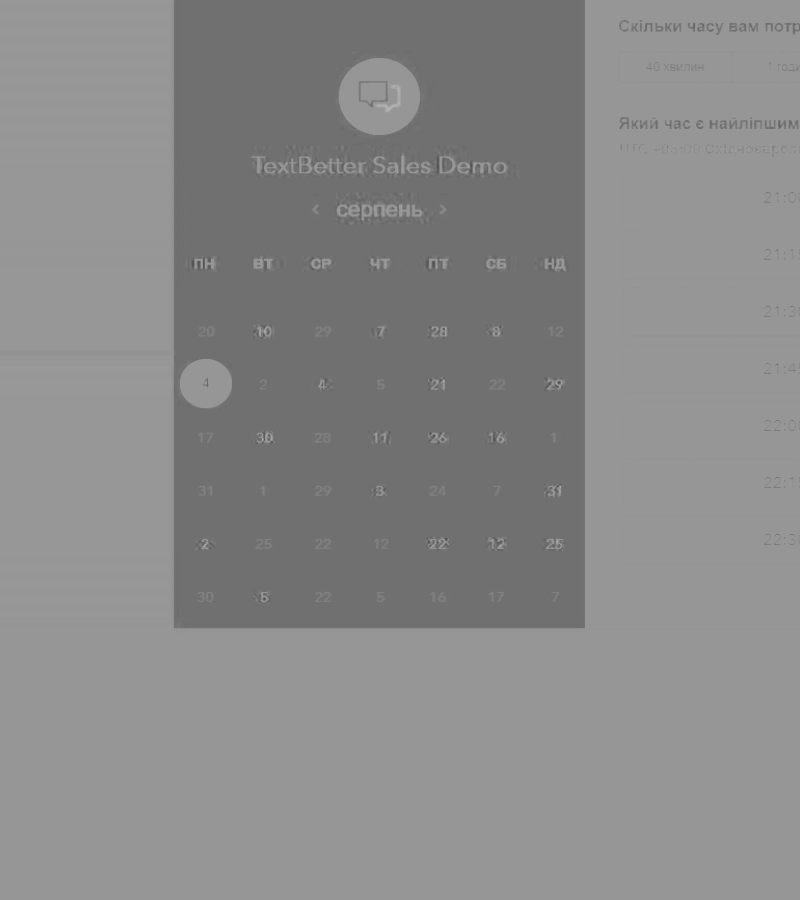 TextBetter Sales Demo
‹ серпень ›
ПН ВТ СР ЧТ ПТ СБ НД
20 10 29 7 28 8 12
4 2 4 5 21 22 29
17 30 28 11 26 16 1
31 1 29 3 24 7 31
2 25 22 12 22 12 25
30 5 22 5 16 17 7
Скільки часу вам потр
40 хвилин 1 годи
Який час є найліпшим
21:0
21:1
21:3
21:4
22:0
22:1
22:3